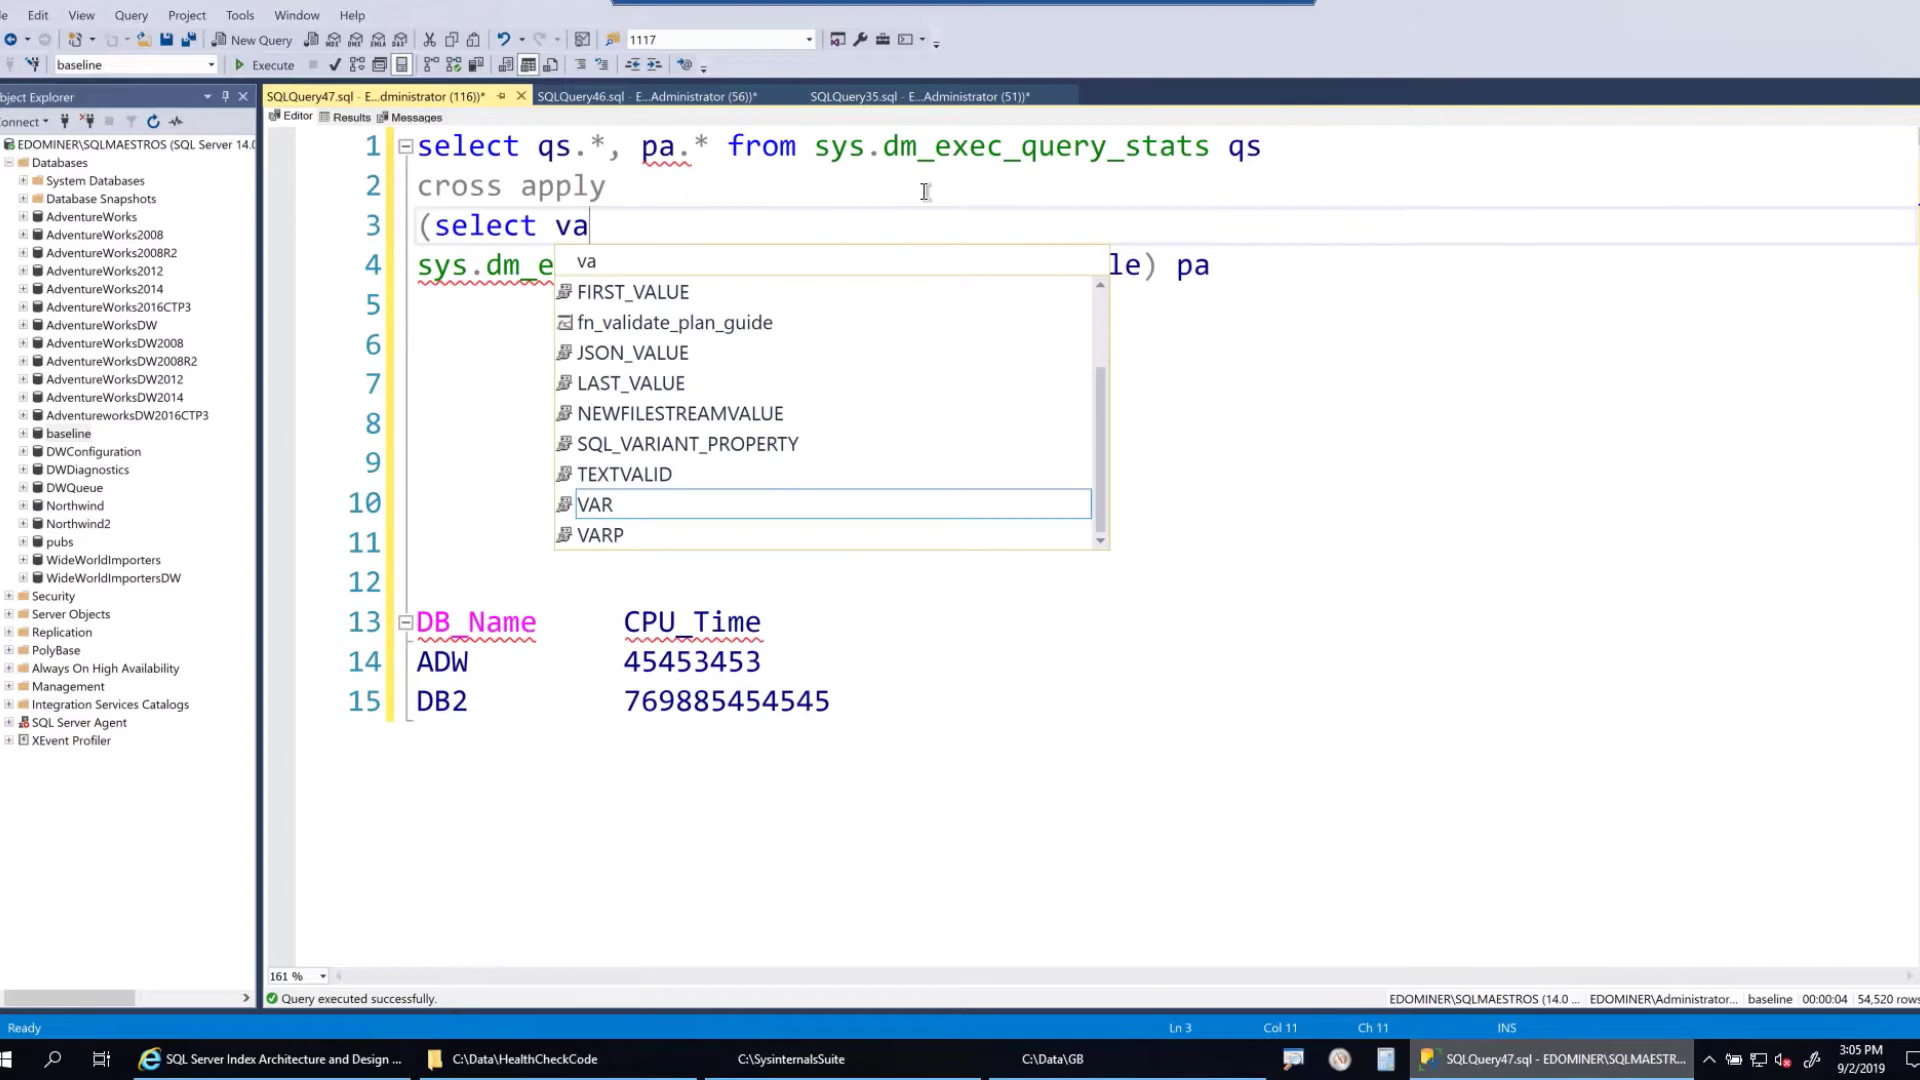 Edit View Query Project Tools Window Help
New Query 1117
baseline Execute
bject Explorer
SQLQuery47.sql - E...dministrator (116))*
SQLQuery46.sql - E...Administrator (56))*
SQLQuery35.sql - E...Administrator (51))*
onnect
Editor Results Messages
EDOMINER\SQLMAESTROS (SQL Server 14.0
Databases
System Databases
Database Snapshots
AdventureWorks
AdventureWorks2008
AdventureWorks2008R2
AdventureWorks2012
AdventureWorks2014
AdventureWorks2016CTP3
AdventureWorksDW
AdventureWorksDW2008
AdventureWorksDW2008R2
AdventureWorksDW2012
AdventureWorksDW2014
AdventureworksDW2016CTP3
baseline
DWConfiguration
DWDiagnostics
DWQueue
Northwind
Northwind2
pubs
WideWorldImporters
WideWorldImportersDW
Security
Server Objects
Replication
PolyBase
Always On High Availability
Management
Integration Services Catalogs
SQL Server Agent
XEvent Profiler
1 select qs.*, pa.* from sys.dm_exec_query_stats qs
2 cross apply
3 (select va
4 sys.dm_e le) pa
va
FIRST_VALUE
fn_validate_plan_guide
JSON_VALUE
LAST_VALUE
NEWFILESTREAMVALUE
SQL_VARIANT_PROPERTY
TEXTVALID
VAR
VARP
5
6
7
8
9
10
11
12
13 DB_Name CPU_Time
14 ADW 45453453
15 DB2 769885454545
161 %
Query executed successfully. EDOMINER\SQLMAESTROS (14.0 ... EDOMINER\Administrator... baseline 00:00:04 54,520 rows
Ready Ln 3 Col 11 Ch 11 INS
SQL Server Index Architecture and Design ... C:\Data\HealthCheckCode C:\SysinternalsSuite C:\Data\GB SQLQuery47.sql - EDOMINER\SQLMAESTR... 3:05 PM
9/2/2019